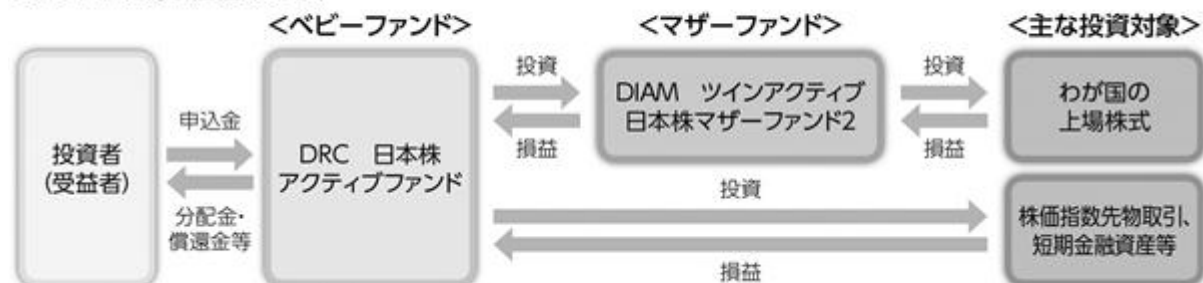 <ベビーファンド>
<マザーファンド>
<主な投資対象>
投資者
(受益者)
申込金
分配金・
償還金等
DRC 日本株
アクティブファンド
投資
損益
DIAM ツインアクティブ
日本株マザーファンド2
投資
損益
わが国の
上場株式
投資
損益
株価指数先物取引、
短期金融資産等